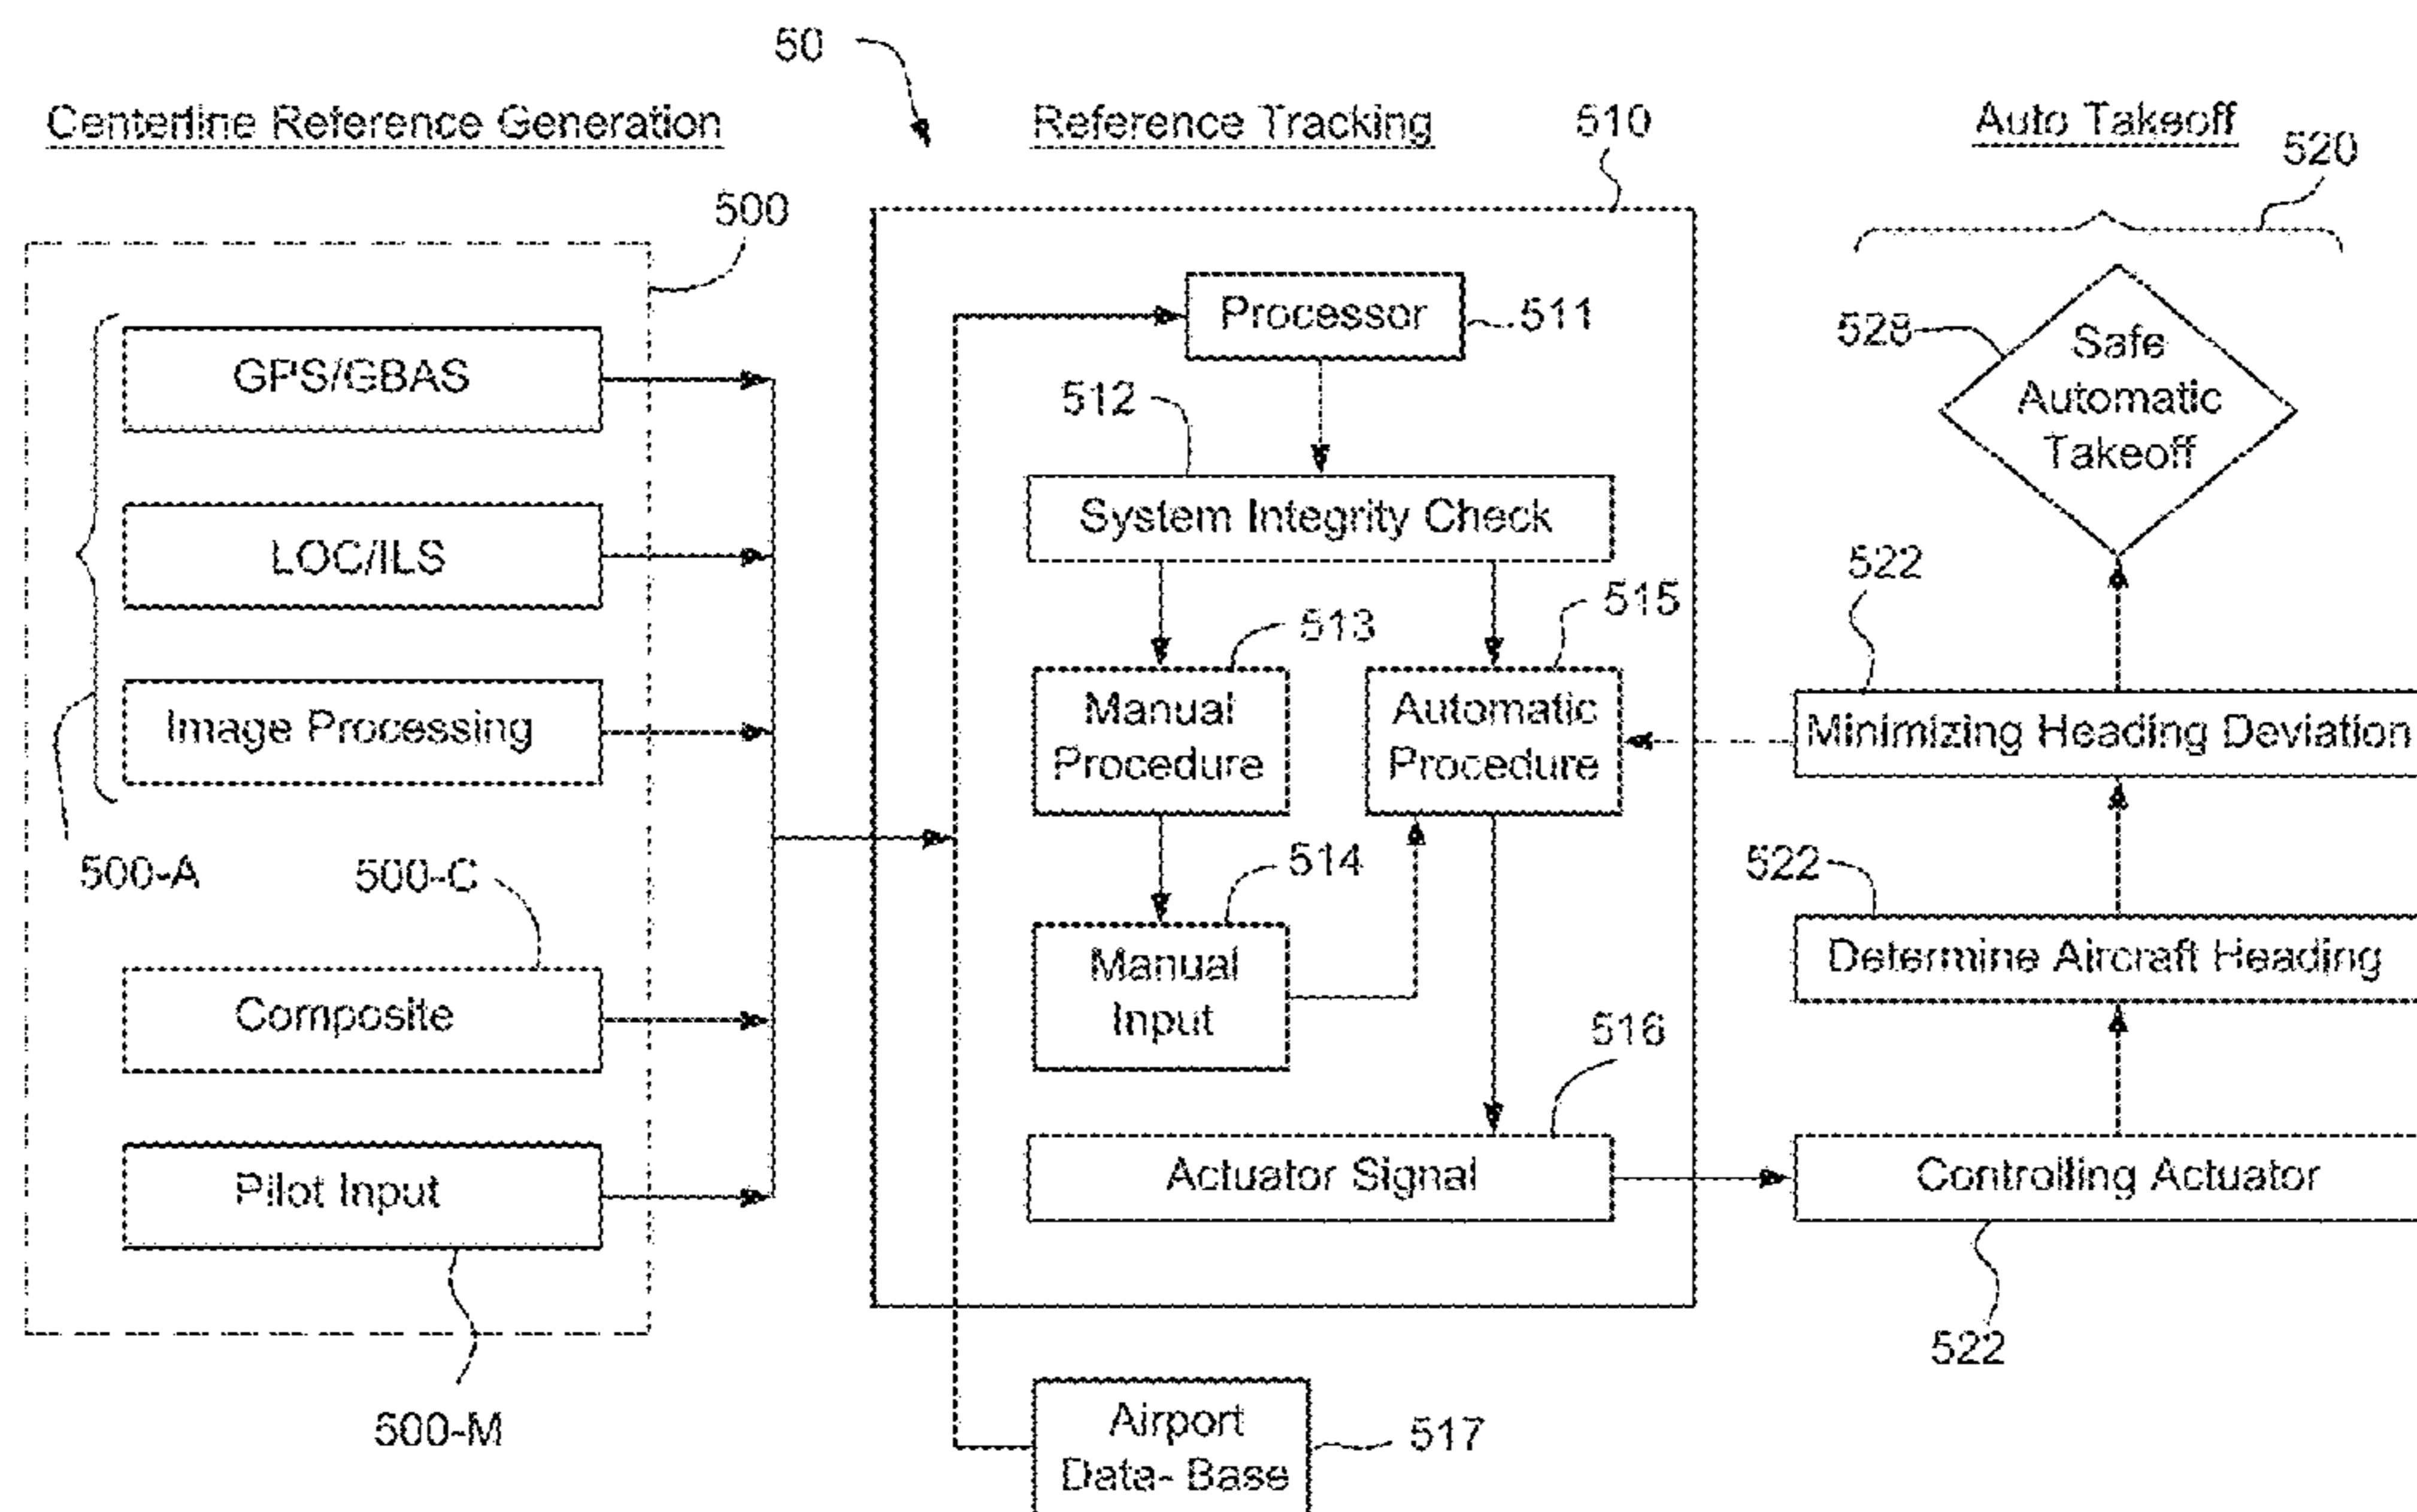 50
Centerline Reference Generation
Reference Tracking
510
Auto Takeoff
520
500
GPS/GBAS
LOC/ILS
Image Processing
500-A
500-C
Composite
Pilot Input
500-M
Processor
511
512
System Integrity Check
513
515
Manual
Procedure
Automatic
Procedure
514
Manual
Input
516
Actuator Signal
Airport
Data- Base
517
528
Safe
Automatic
Takeoff
522
Minimizing Heading Deviation
522
Determine Aircraft Heading
Controlling Actuator
522